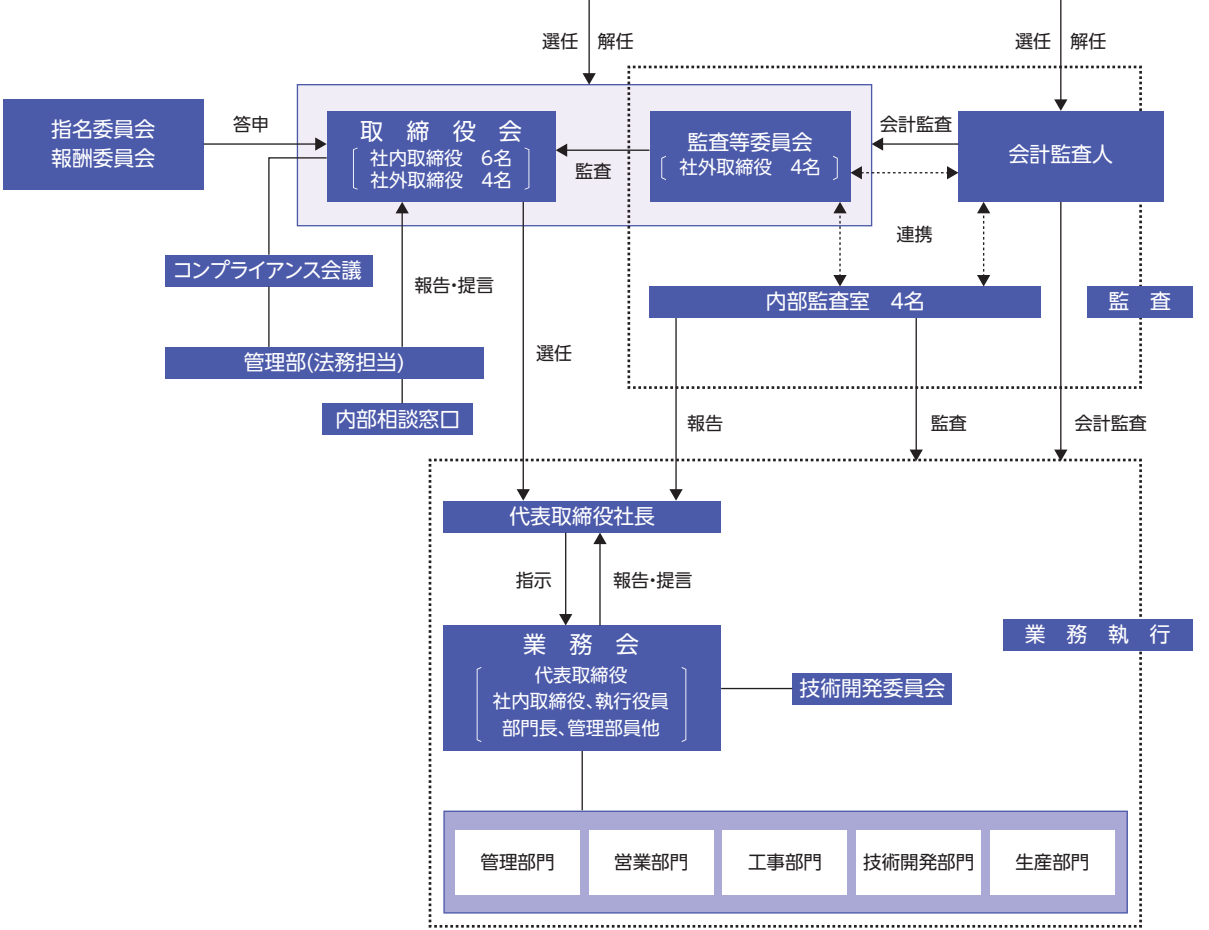 選任 解任
選任 解任
指名委員会
報酬委員会
答申
取 締 役 会
社内取締役 6名
社外取締役 4名
監査
監査等委員会
社外取締役 4名
会計監査
会計監査人
連携
コンプライアンス会議
報告・提言
内部監査室 4名
監 査
管理部(法務担当)
選任
内部相談窓口
報告
監査
会計監査
代表取締役社長
指示
報告・提言
業 務 会
代表取締役
社内取締役、執行役員
部門長、管理部員他
業 務 執 行
技術開発委員会
管理部門
営業部門
工事部門
技術開発部門
生産部門